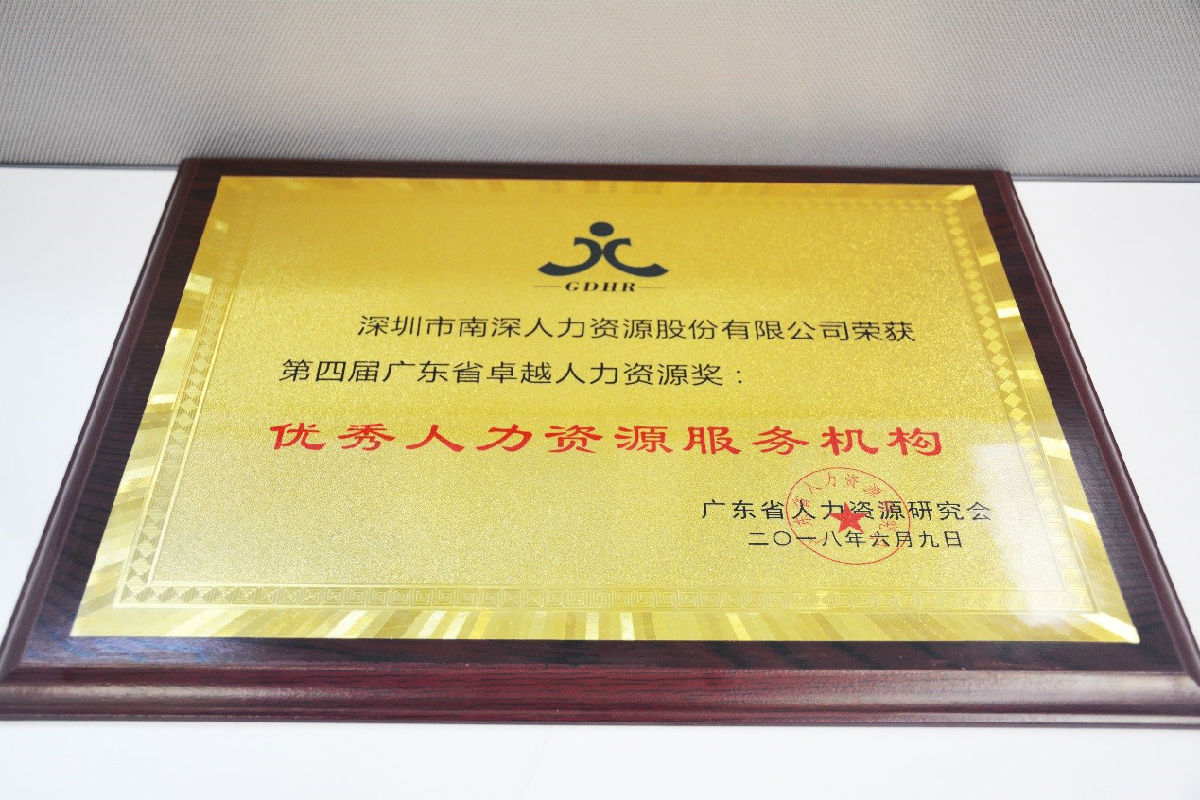 GDHR
深圳市南深人力资源股份有限公司荣获
第四届广东省卓越人力资源奖：
优秀人力资源服务机构
广东省人力资源研究会
二〇一八年六月九日